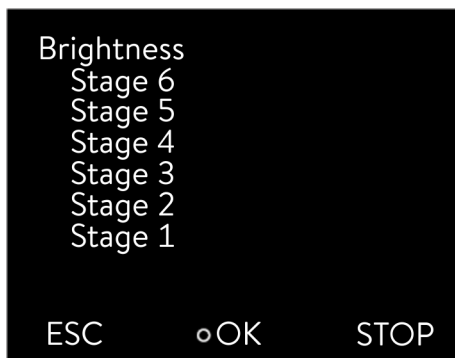 Brightness
Stage 6
Stage 5
Stage 4
Stage 3
Stage 2
Stage 1
ESC OK STOP